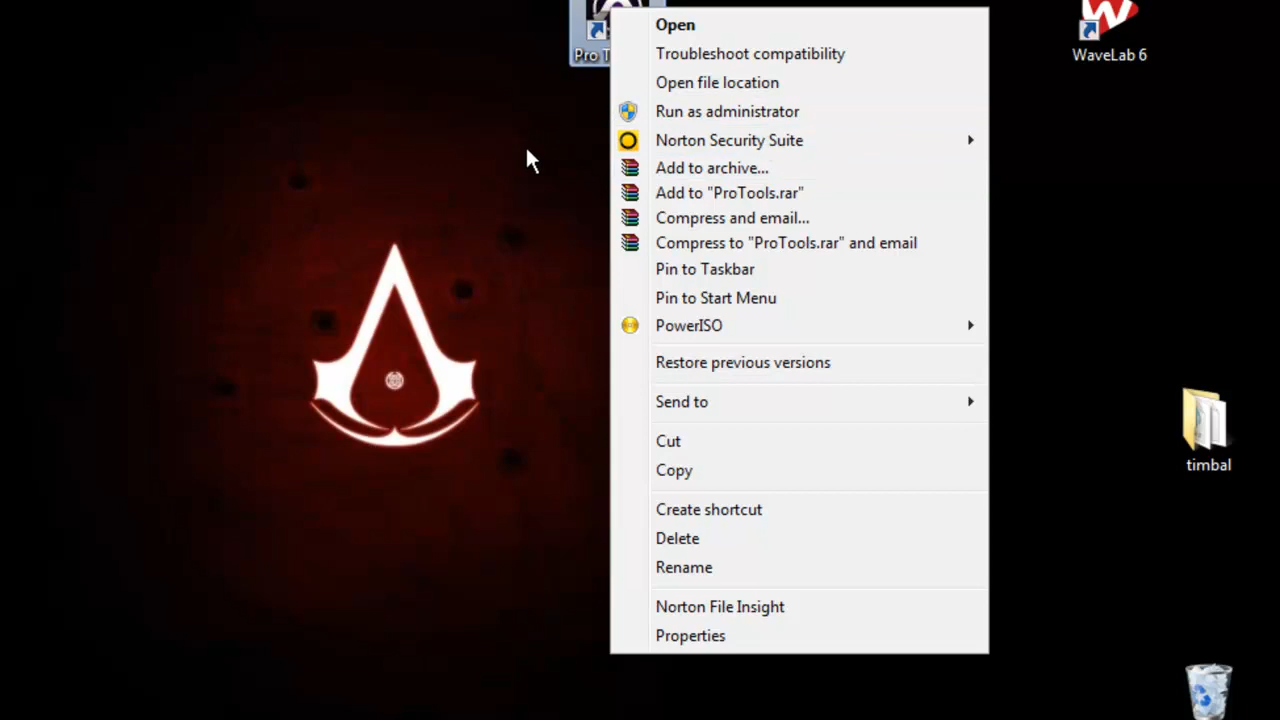 Pro T
WaveLab 6
Open
Troubleshoot compatibility
Open file location
Run as administrator
Norton Security Suite
Add to archive...
Add to "ProTools.rar"
Compress and email...
Compress to "ProTools.rar" and email
Pin to Taskbar
Pin to Start Menu
PowerISO
Restore previous versions
Send to
Cut
Copy
Create shortcut
Delete
Rename
Norton File Insight
Properties
timbal